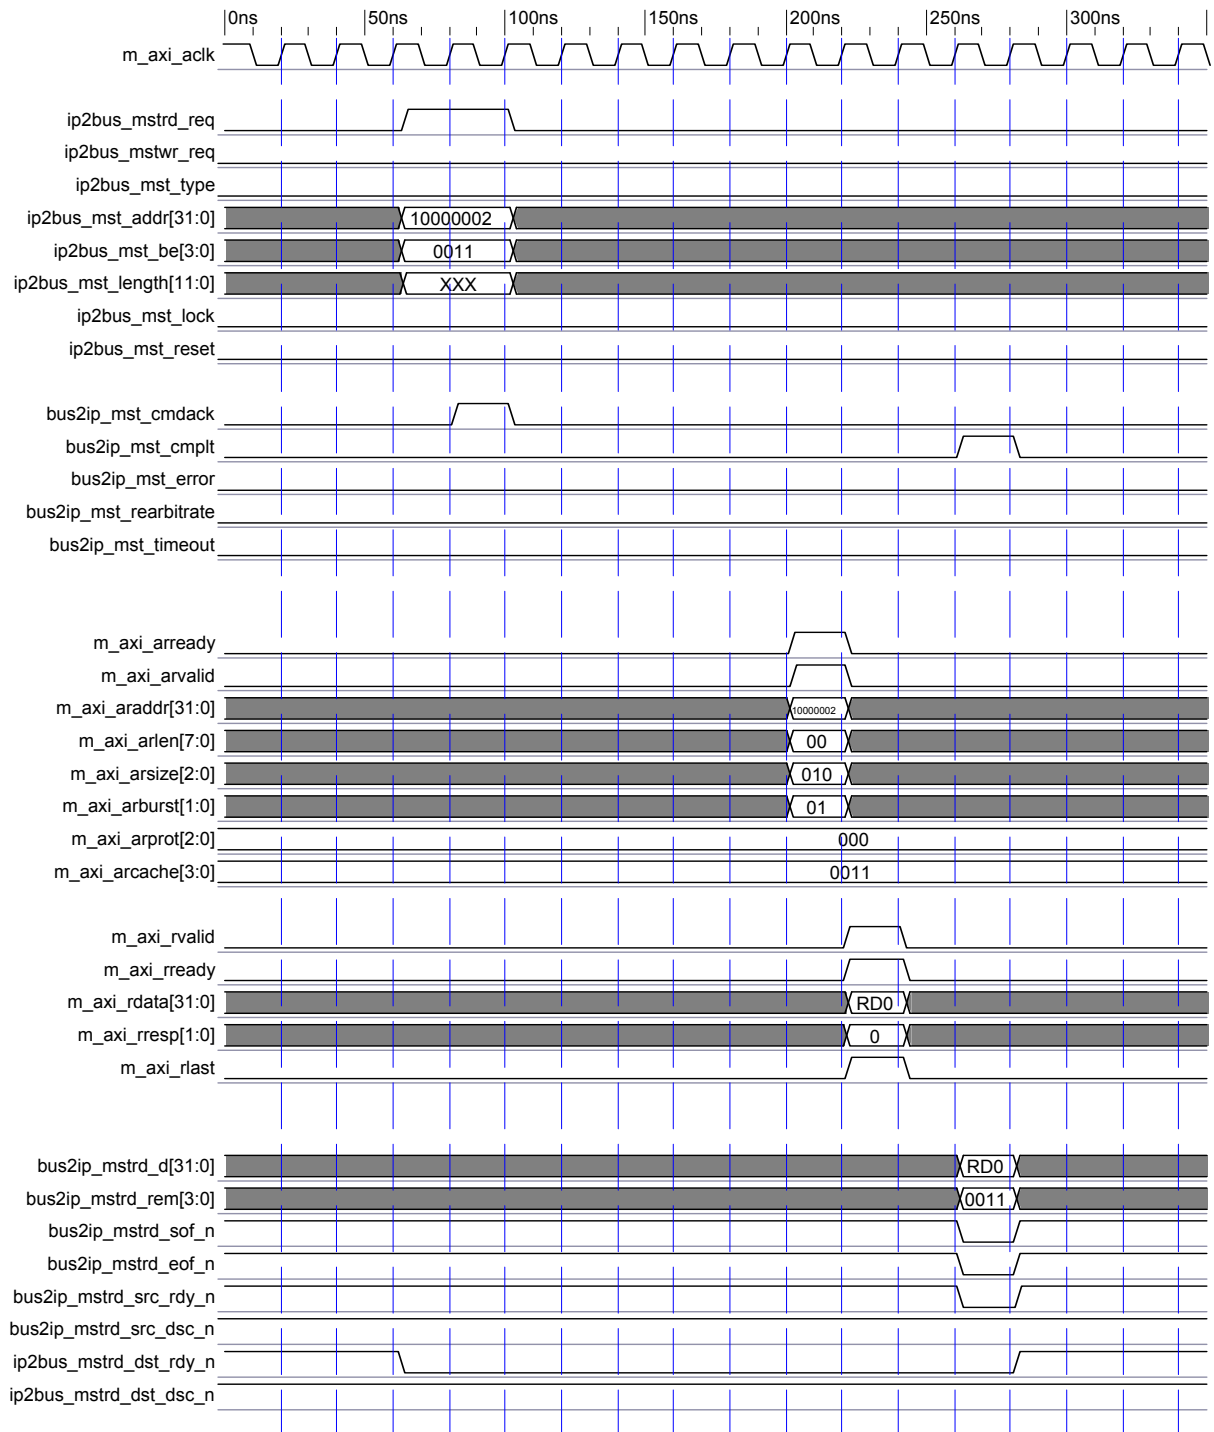 0ns 50ns 100ns 150ns 200ns 250ns 300ns
m_axi_aclk
ip2bus_mstrd_req
ip2bus_mstwr_req
ip2bus_mst_type
ip2bus_mst_addr[31:0] 10000002
ip2bus_mst_be[3:0] 0011
ip2bus_mst_length[11:0] XXX
ip2bus_mst_lock
ip2bus_mst_reset
bus2ip_mst_cmdack
bus2ip_mst_cmplt
bus2ip_mst_error
bus2ip_mst_rearbitrate
bus2ip_mst_timeout
m_axi_arready
m_axi_arvalid
m_axi_araddr[31:0] 10000002
m_axi_arlen[7:0] 00
m_axi_arsize[2:0] 010
m_axi_arburst[1:0] 01
m_axi_arprot[2:0] 000
m_axi_arcache[3:0] 0011
m_axi_rvalid
m_axi_rready
m_axi_rdata[31:0] RD0
m_axi_rresp[1:0] 0
m_axi_rlast
bus2ip_mstrd_d[31:0] RD0
bus2ip_mstrd_rem[3:0] 0011
bus2ip_mstrd_sof_n
bus2ip_mstrd_eof_n
bus2ip_mstrd_src_rdy_n
bus2ip_mstrd_src_dsc_n
ip2bus_mstrd_dst_rdy_n
ip2bus_mstrd_dst_dsc_n